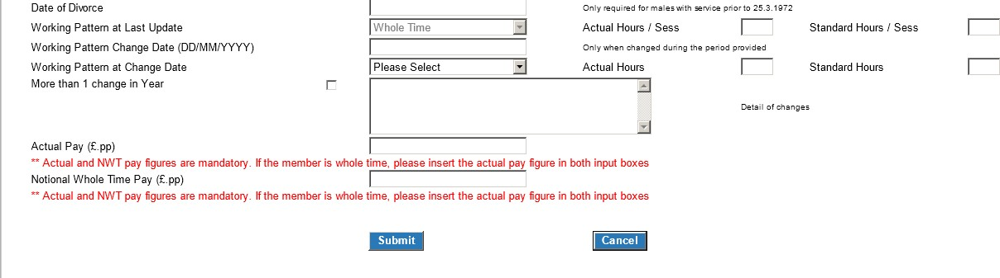 Date of Divorce Only required for males with service prior to 25.3.1972
Working Pattern at Last Update Whole Time Actual Hours / Sess Standard Hours / Sess
Working Pattern Change Date (DD/MM/YYYY) Only when changed during the period provided
Working Pattern at Change Date Please Select Actual Hours Standard Hours
More than 1 change in Year
Detail of changes
Actual Pay (£.pp)
** Actual and NWT pay figures are mandatory. If the member is whole time, please insert the actual pay figure in both input boxes
Notional Whole Time Pay (£.pp)
** Actual and NWT pay figures are mandatory. If the member is whole time, please insert the actual pay figure in both input boxes
Submit Cancel